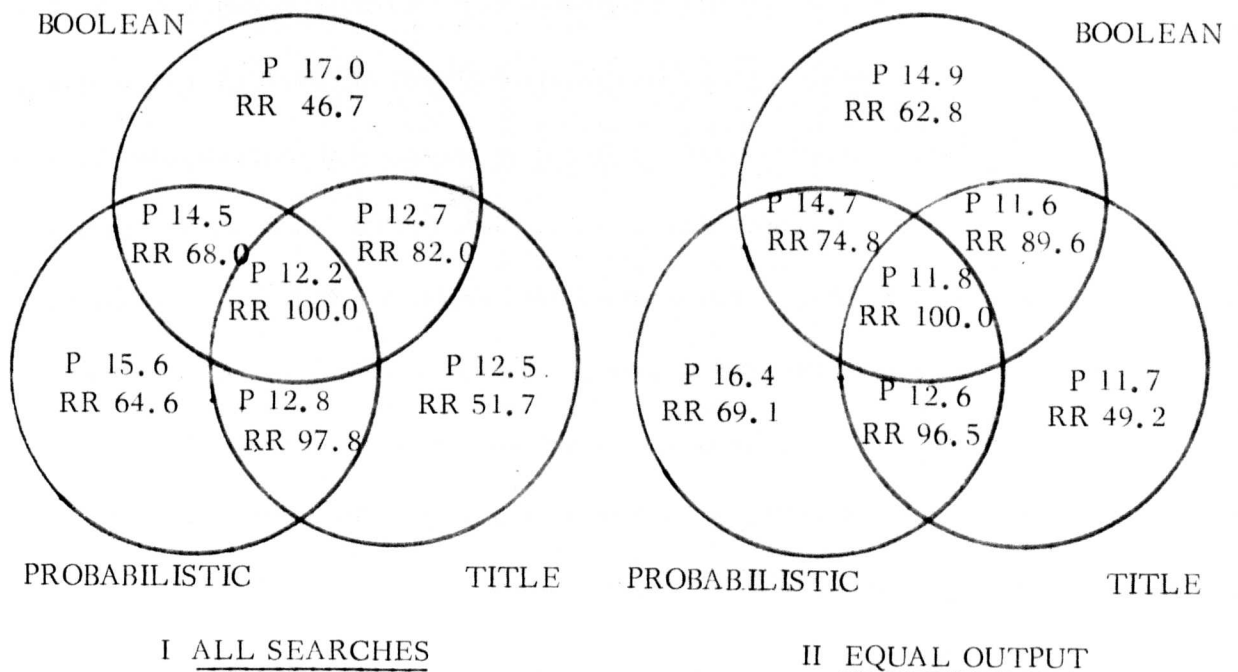 BOOLEAN
P 17.0
RR 46.7
P 14.5
RR 68.0
P 12.7
RR 82.0
P 12.2
RR 100.0
P 15.6
RR 64.6
P 12.8
RR 97.8
P 12.5
RR 51.7
PROBABILISTIC
TITLE
I ALL SEARCHES
BOOLEAN
P 14.9
RR 62.8
P 14.7
RR 74.8
P 11.6
RR 89.6
P 11.8
RR 100.0
P 16.4
RR 69.1
P 12.6
RR 96.5
P 11.7
RR 49.2
PROBABILISTIC
TITLE
II EQUAL OUTPUT